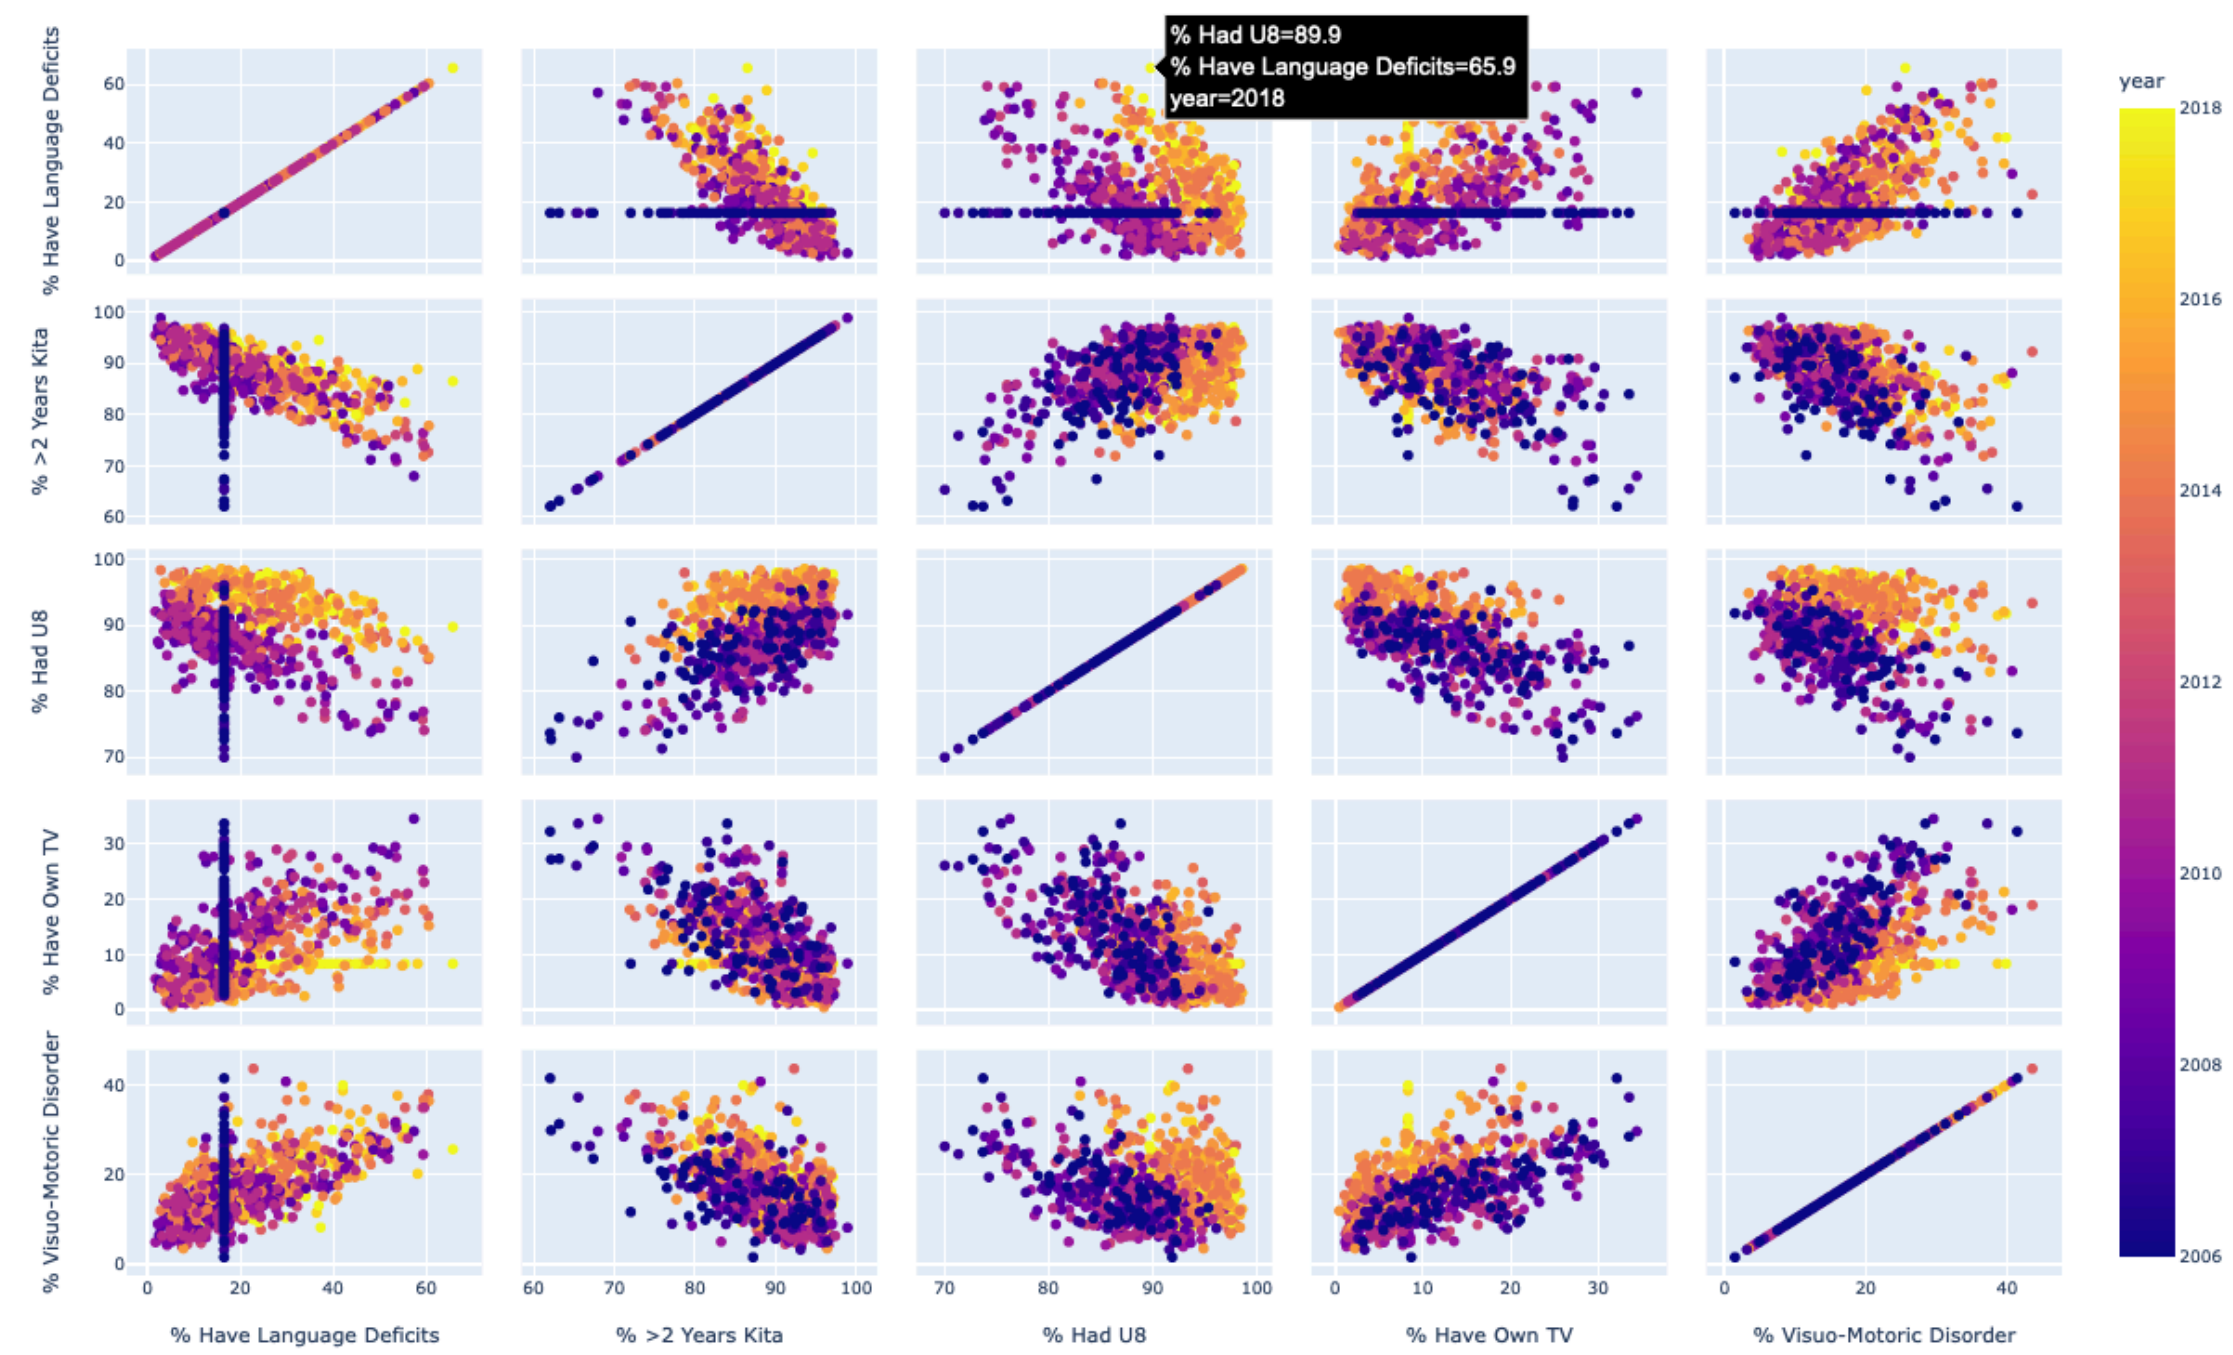 % Had U8=89.9
% Have Language Deficits=65.9
year=2018
% Have Language Deficits
60
40
20
0
% >2 Years Kita
100
90
80
70
60
% Had U8
100
90
80
70
% Have Own TV
30
20
10
0
% Visuo-Motoric Disorder
40
20
0
0 20 40 60
60 70 80 90 100
70 80 90 100
0 10 20 30
0 20 40
% Have Language Deficits
% >2 Years Kita
% Had U8
% Have Own TV
% Visuo-Motoric Disorder
year
2018
2016
2014
2012
2010
2008
2006